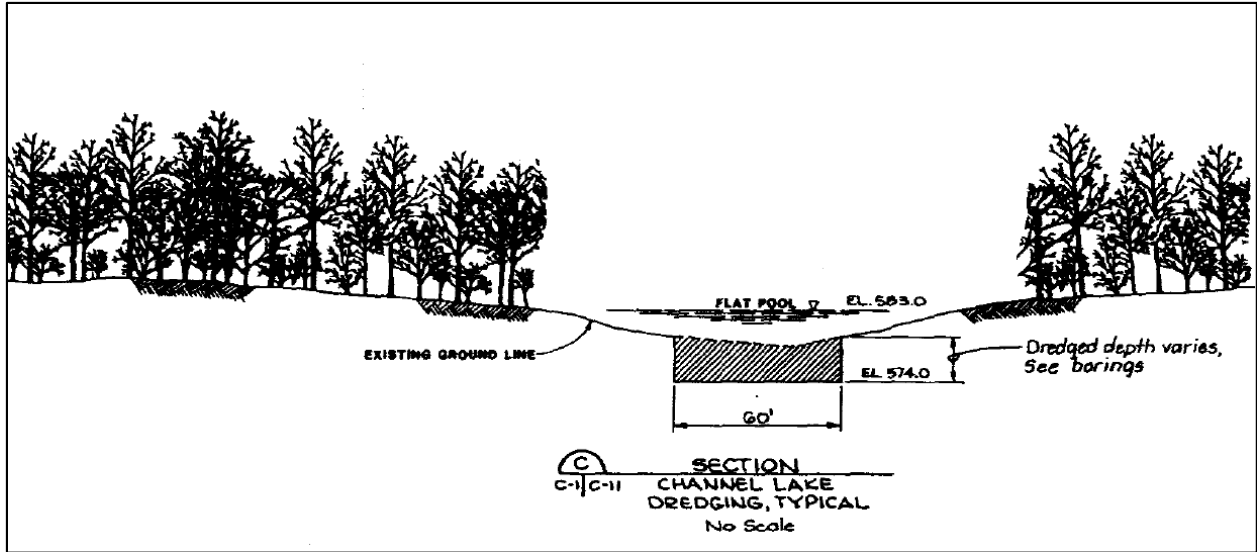 FLAT POOL EL. 583.0
EXISTING GROUND LINE
EL 574.0
Dredged depth varies,
See borings
60'
C
C-1 C-11
SECTION
CHANNEL LAKE
DREDGING, TYPICAL
No Scale